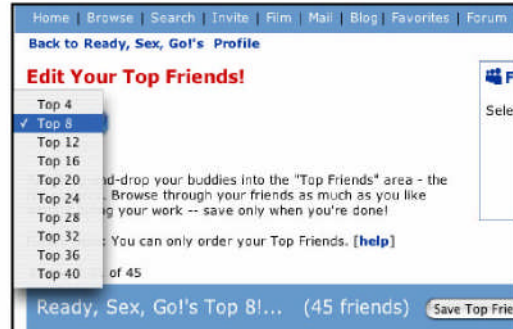 Home | Browse | Search | Invite | Film | Mail | Blog | Favorites | Forum
Back to Ready, Sex, Go!'s Profile
Edit Your Top Friends!
F
Sele
Top 4
✓ Top 8
Top 12
Top 16
Top 20
Top 24
Top 28
Top 32
Top 36
Top 40
d-drop your buddies into the "Top Friends" area - the
. Browse through your friends as much as you like
g your work -- save only when you're done!
: You can only order your Top Friends. [help]
of 45
Ready, Sex, Go!'s Top 8!... (45 friends) Save Top Frie